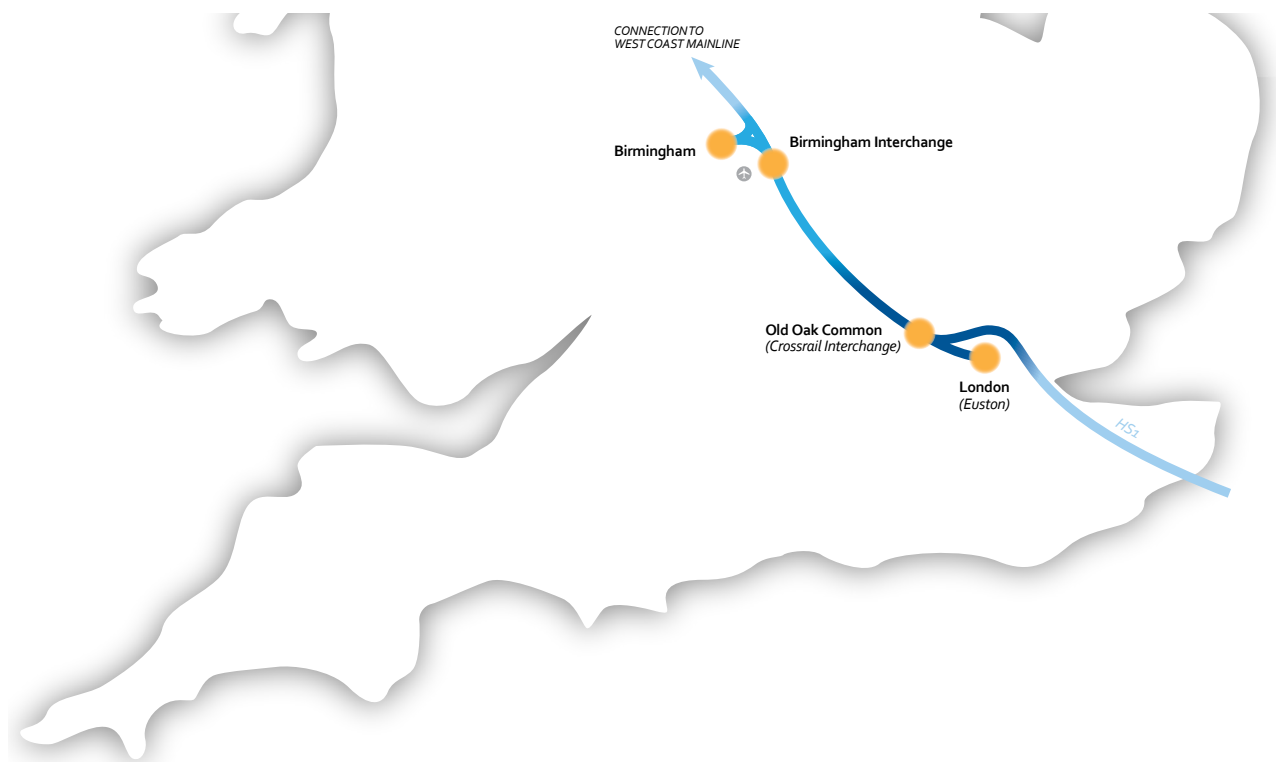 CONNECTION TO
WEST COAST MAINLINE
Birmingham
Birmingham Interchange
Old Oak Common
(Crossrail Interchange)
London
(Euston)
HS1